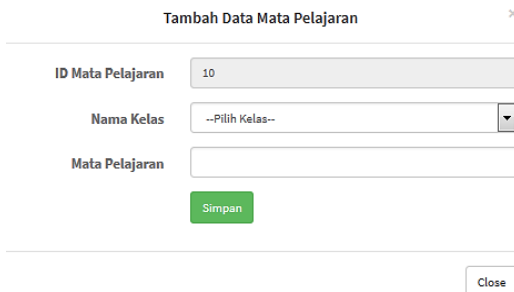 Tambah Data Mata Pelajaran
×
ID Mata Pelajaran 10
Nama Kelas --Pilih Kelas--
Mata Pelajaran
Simpan
Close